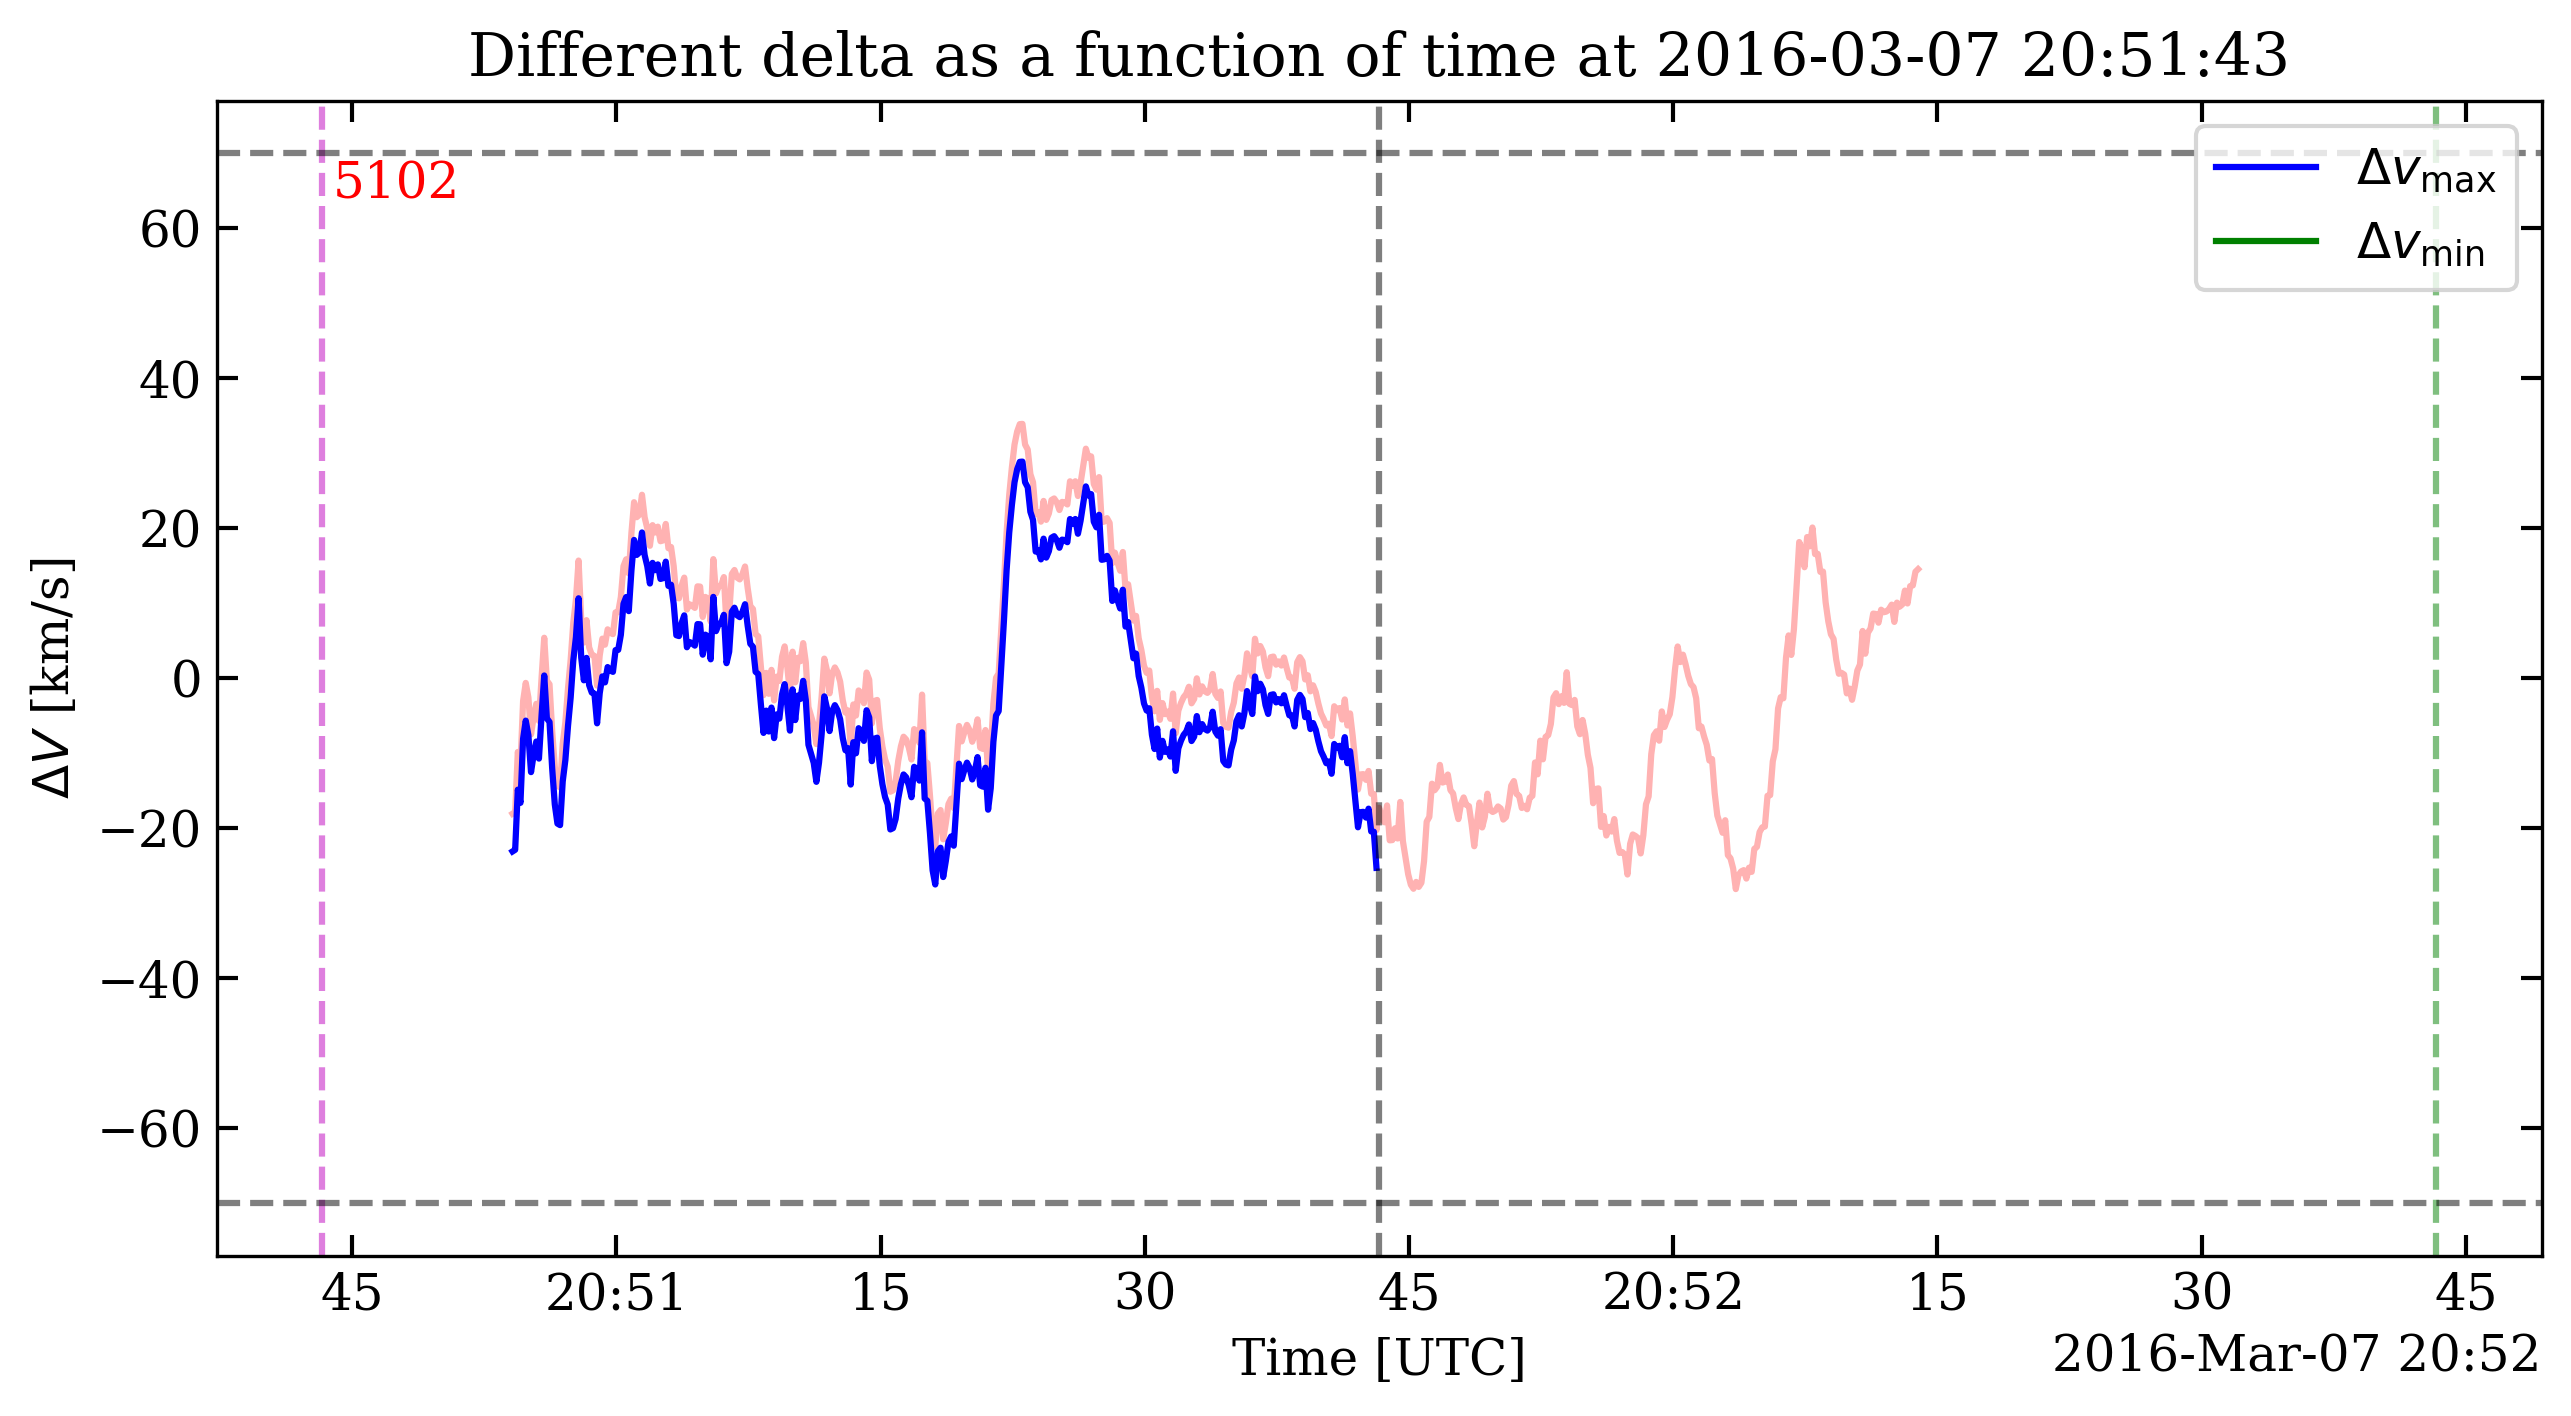 Different delta as a function of time at 2016-03-07 20:51:43
5102
Δv_max
Δv_min
ΔV [km/s]
60
40
20
0
−20
−40
−60
45 20:51 15 30 45 20:52 15 30 45
Time [UTC]
2016-Mar-07 20:52